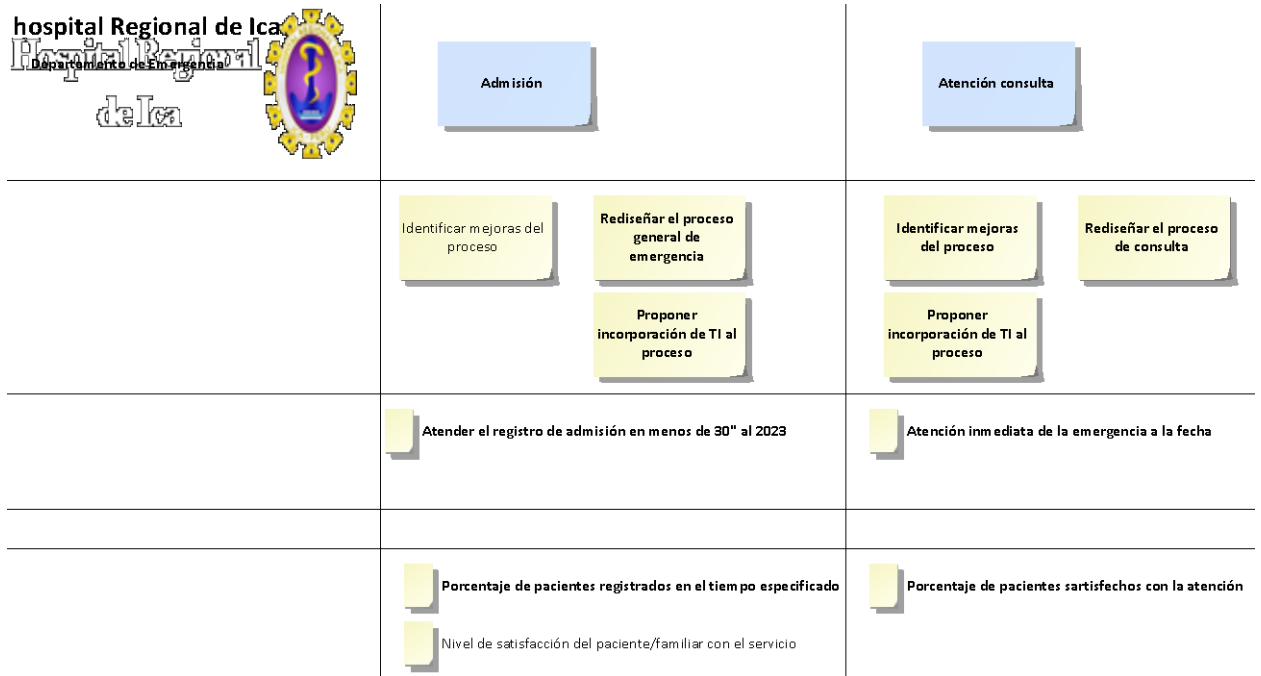 hospital Regional de Ica
Hospital Regional
Departamento de Emergencia
de Ica
Admisión
Atención consulta
Identificar mejoras del
proceso
Rediseñar el proceso
general de
emergencia
Identificar mejoras
del proceso
Rediseñar el proceso
de consulta
Proponer
incorporación de TI al
proceso
Proponer
incorporación de TI al
proceso
Atender el registro de admisión en menos de 30" al 2023
Atención inmediata de la emergencia a la fecha
Porcentaje de pacientes registrados en el tiempo especificado
Porcentaje de pacientes sartisfechos con la atención
Nivel de satisfacción del paciente/familiar con el servicio